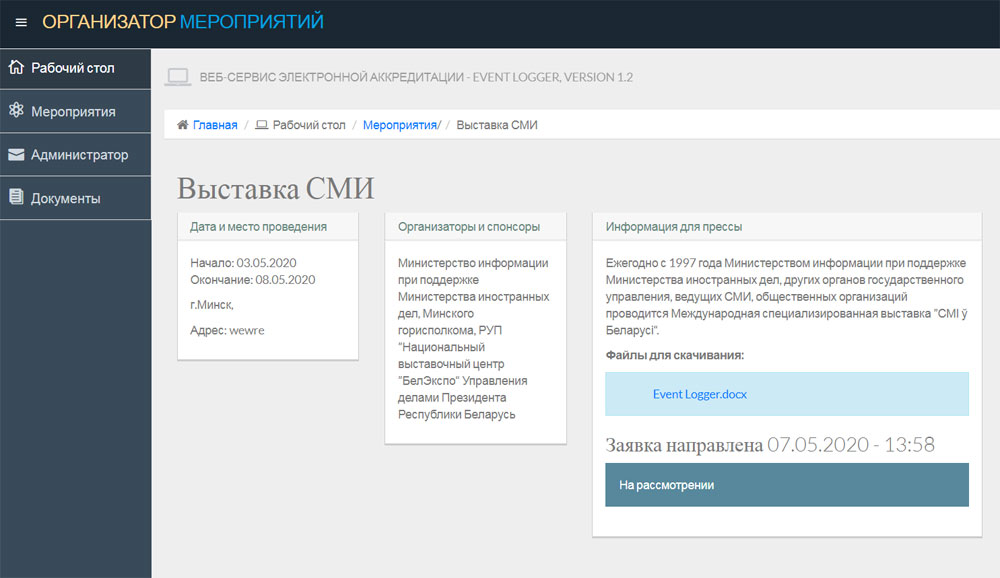 ОРГАНИЗАТОР МЕРОПРИЯТИЙ
Рабочий стол
Мероприятия
Администратор
Документы
ВЕБ-СЕРВИС ЭЛЕКТРОННОЙ АККРЕДИТАЦИИ - EVENT LOGGER, VERSION 1.2
Главная / Рабочий стол / Мероприятия/ / Выставка СМИ
Выставка СМИ
Дата и место проведения
Начало: 03.05.2020
Окончание: 08.05.2020
г.Минск,
Адрес: wewre
Организаторы и спонсоры
Министерство информации
при поддержке
Министерства иностранных
дел, Минского
горисполкома, РУП
"Национальный
выставочный центр
"БелЭкспо" Управления
делами Президента
Республики Беларусь
Информация для прессы
Ежегодно с 1997 года Министерством информации при поддержке
Министерства иностранных дел, других органов государственного
управления, ведущих СМИ, общественных организаций
проводится Международная специализированная выставка "СМІ ў
Беларусі".
Файлы для скачивания:
Event Logger.docx
Заявка направлена 07.05.2020 - 13:58
На рассмотрении